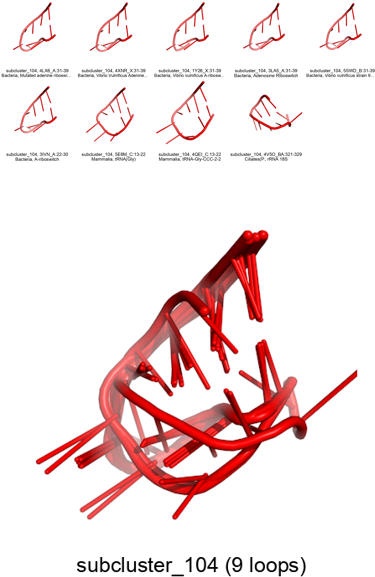 subcluster_104, 4LX6_A:31-39
Bacteria, Mutated adenine riboswi...
subcluster_104, 4XNR_X:31-39
Bacteria, Vibrio Vulnificus Adenine...
subcluster_104, 1Y26_X:31-39
Bacteria, Vibrio vulnificus A-ribosw...
subcluster_104, 3LA5_A:31-39
Bacteria, Adenosine Riboswitch
subcluster_104, 5SWD_B:31-39
Bacteria, Vibrio vulnificus strain 9...
subcluster_104, 3IVN_A:22-30
Bacteria, A-riboswitch
subcluster_104, 5E6M_C:13-22
Mammalia, tRNA(Gly)
subcluster_104, 4QEI_C:13-22
Mammalia, tRNA-Gly-CCC-2-2
subcluster_104, 4V5O_BA:321-329
Ciliates(P., rRNA 18S
subcluster_104 (9 loops)